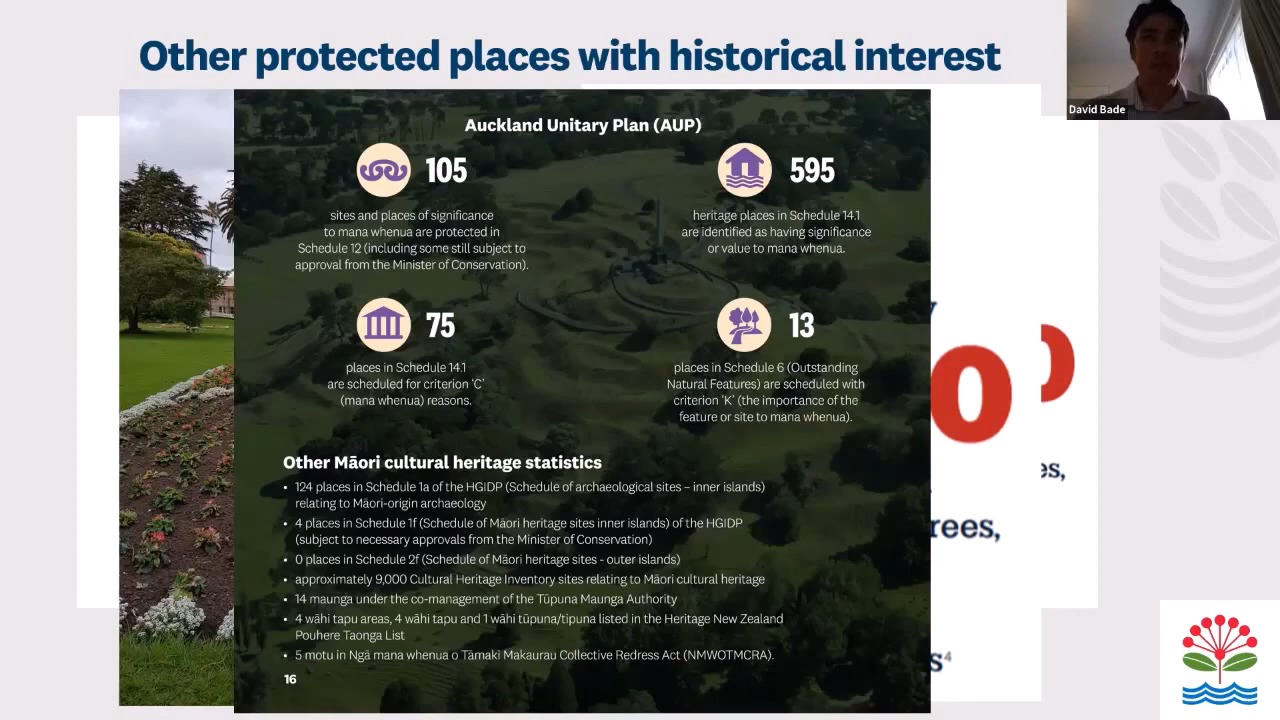 Other protected places with historical interest
David Bade
Auckland Unitary Plan (AUP)
105
sites and places of significance
to mana whenua are protected in
Schedule 12 (including some still subject to
approval from the Minister of Conservation).
595
heritage places in Schedule 14.1
are identified as having significance
or value to mana whenua.
75
places in Schedule 14.1
are scheduled for criterion ‘C’
(mana whenua) reasons.
13
places in Schedule 6 (Outstanding
Natural Features) are scheduled with
criterion ‘K’ (the importance of the
feature or site to mana whenua).
Other Māori cultural heritage statistics
• 124 places in Schedule 1a of the HGIDP (Schedule of archaeological sites – inner islands)
relating to Māori-origin archaeology
• 4 places in Schedule 1f (Schedule of Māori heritage sites inner islands) of the HGIDP
(subject to necessary approvals from the Minister of Conservation)
• 0 places in Schedule 2f (Schedule of Māori heritage sites - outer islands)
• approximately 9,000 Cultural Heritage Inventory sites relating to Māori cultural heritage
• 14 maunga under the co-management of the Tūpuna Maunga Authority
• 4 wāhi tapu areas, 4 wāhi tapu and 1 wāhi tūpuna/tipuna listed in the Heritage New Zealand
Pouhere Taonga List
• 5 motu in Ngā mana whenua o Tāmaki Makaurau Collective Redress Act (NMWOTMCRA).
16